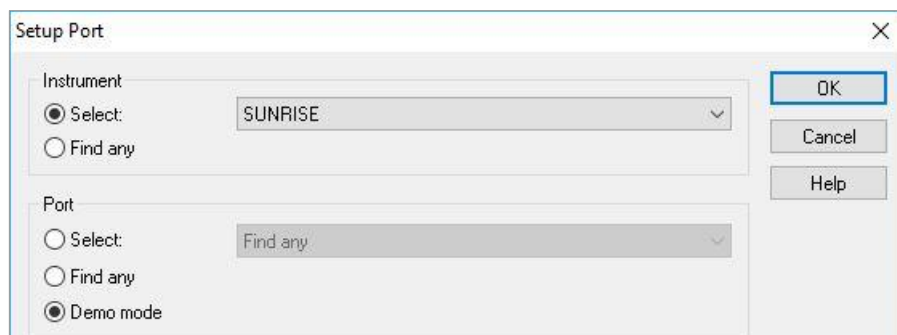 Setup Port
Instrument
Select:
SUNRISE
Find any
OK
Cancel
Help
Port
Select:
Find any
Find any
Demo mode